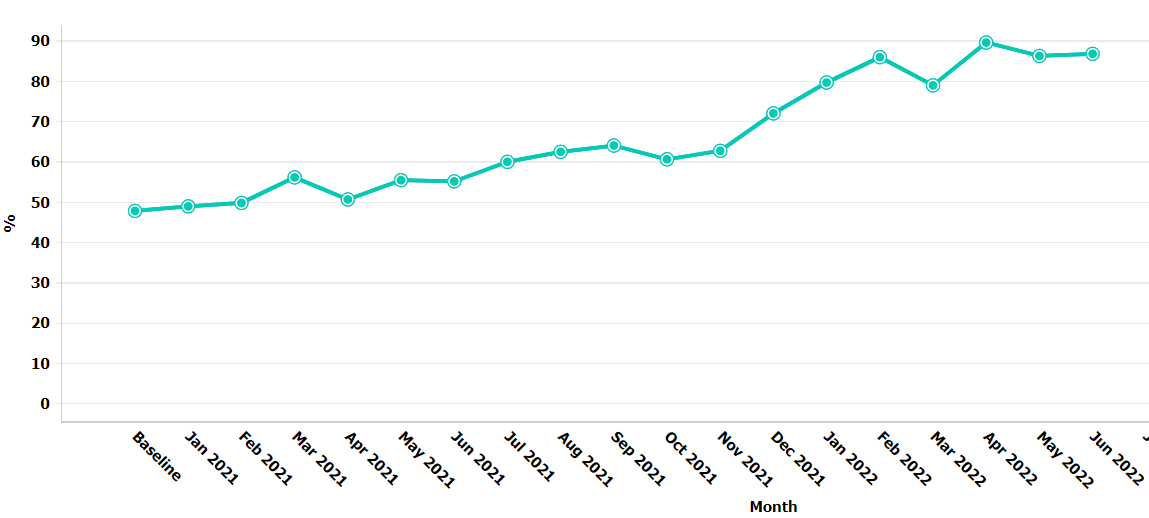 90
80
70
60
50
40
30
20
10
0
%
Baseline
Jan 2021
Feb 2021
Mar 2021
Apr 2021
May 2021
Jun 2021
Jul 2021
Aug 2021
Sep 2021
Oct 2021
Nov 2021
Dec 2021
Jan 2022
Feb 2022
Mar 2022
Apr 2022
May 2022
Jun 2022
Month